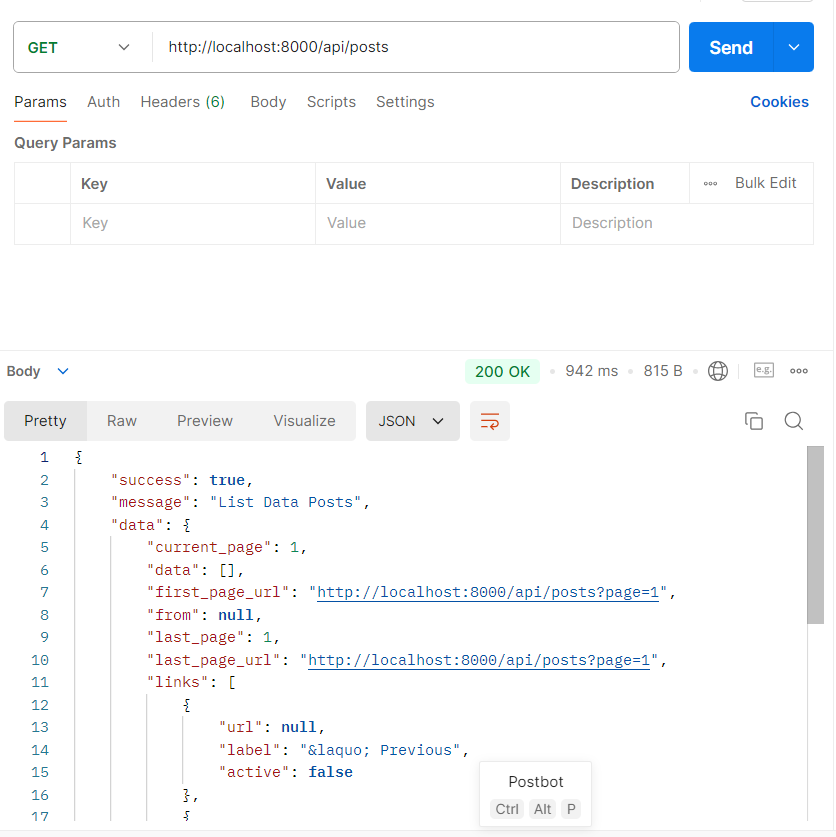 GET http://localhost:8000/api/posts Send
Params Auth Headers (6) Body Scripts Settings Cookies
Query Params
Key Value Description Bulk Edit
Key Value Description
Body 200 OK 942 ms 815 B e.g.
Pretty Raw Preview Visualize JSON
1 {
2 "success": true,
3 "message": "List Data Posts",
4 "data": {
5 "current_page": 1,
6 "data": [],
7 "first_page_url": "http://localhost:8000/api/posts?page=1",
8 "from": null,
9 "last_page": 1,
10 "last_page_url": "http://localhost:8000/api/posts?page=1",
11 "links": [
12 {
13 "url": null,
14 "label": "&laquo; Previous",
15 "active": false
16 },
17 {
Postbot
Ctrl Alt P